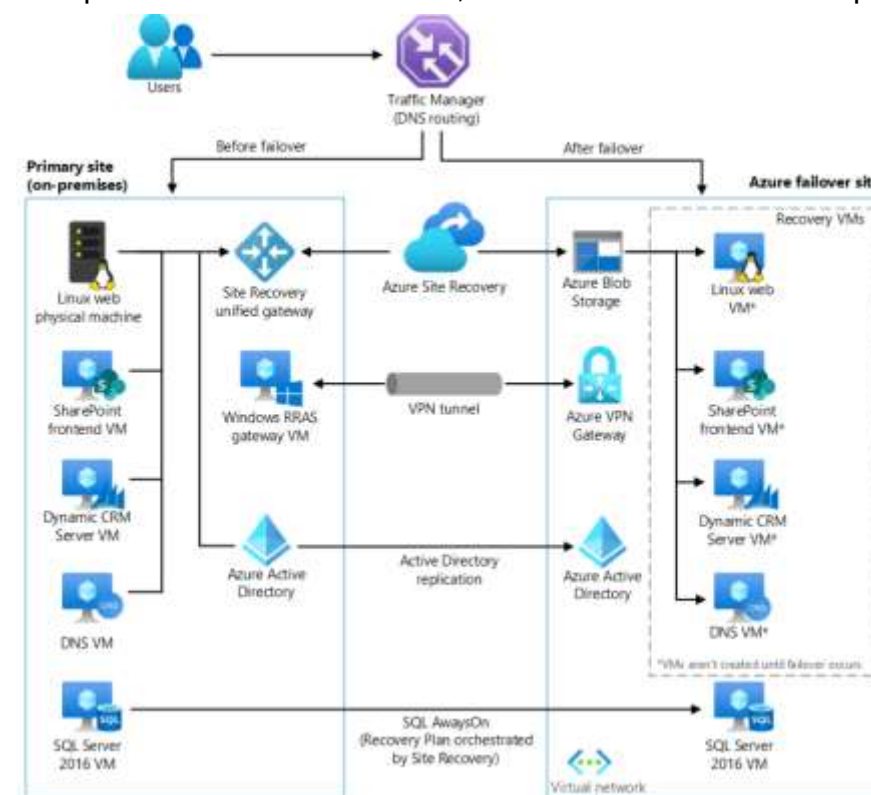 Users
Traffic Manager
(DNS routing)
Before failover
After failover
Primary site
(on-premises)
Azure failover sit
Recovery VMs
Linux web
physical machine
Site Recovery
unified gateway
Azure Site Recovery
Azure Blob
Storage
Linux web
VM*
SharePoint
frontend VM
Windows RRAS
gateway VM
VPN tunnel
Azure VPN
Gateway
SharePoint
frontend VM*
Dynamic CRM
Server VM
Dynamic CRM
Server VM*
Azure Active
Directory
Active Directory
replication
Azure Active
Directory
DNS VM
DNS VM*
*VMs aren't created until failover occurs
SQL
SQL
SQL Server
2016 VM
SQL AwaysOn
(Recovery Plan orchestrated
by Site Recovery)
SQL Server
2016 VM
Virtual network